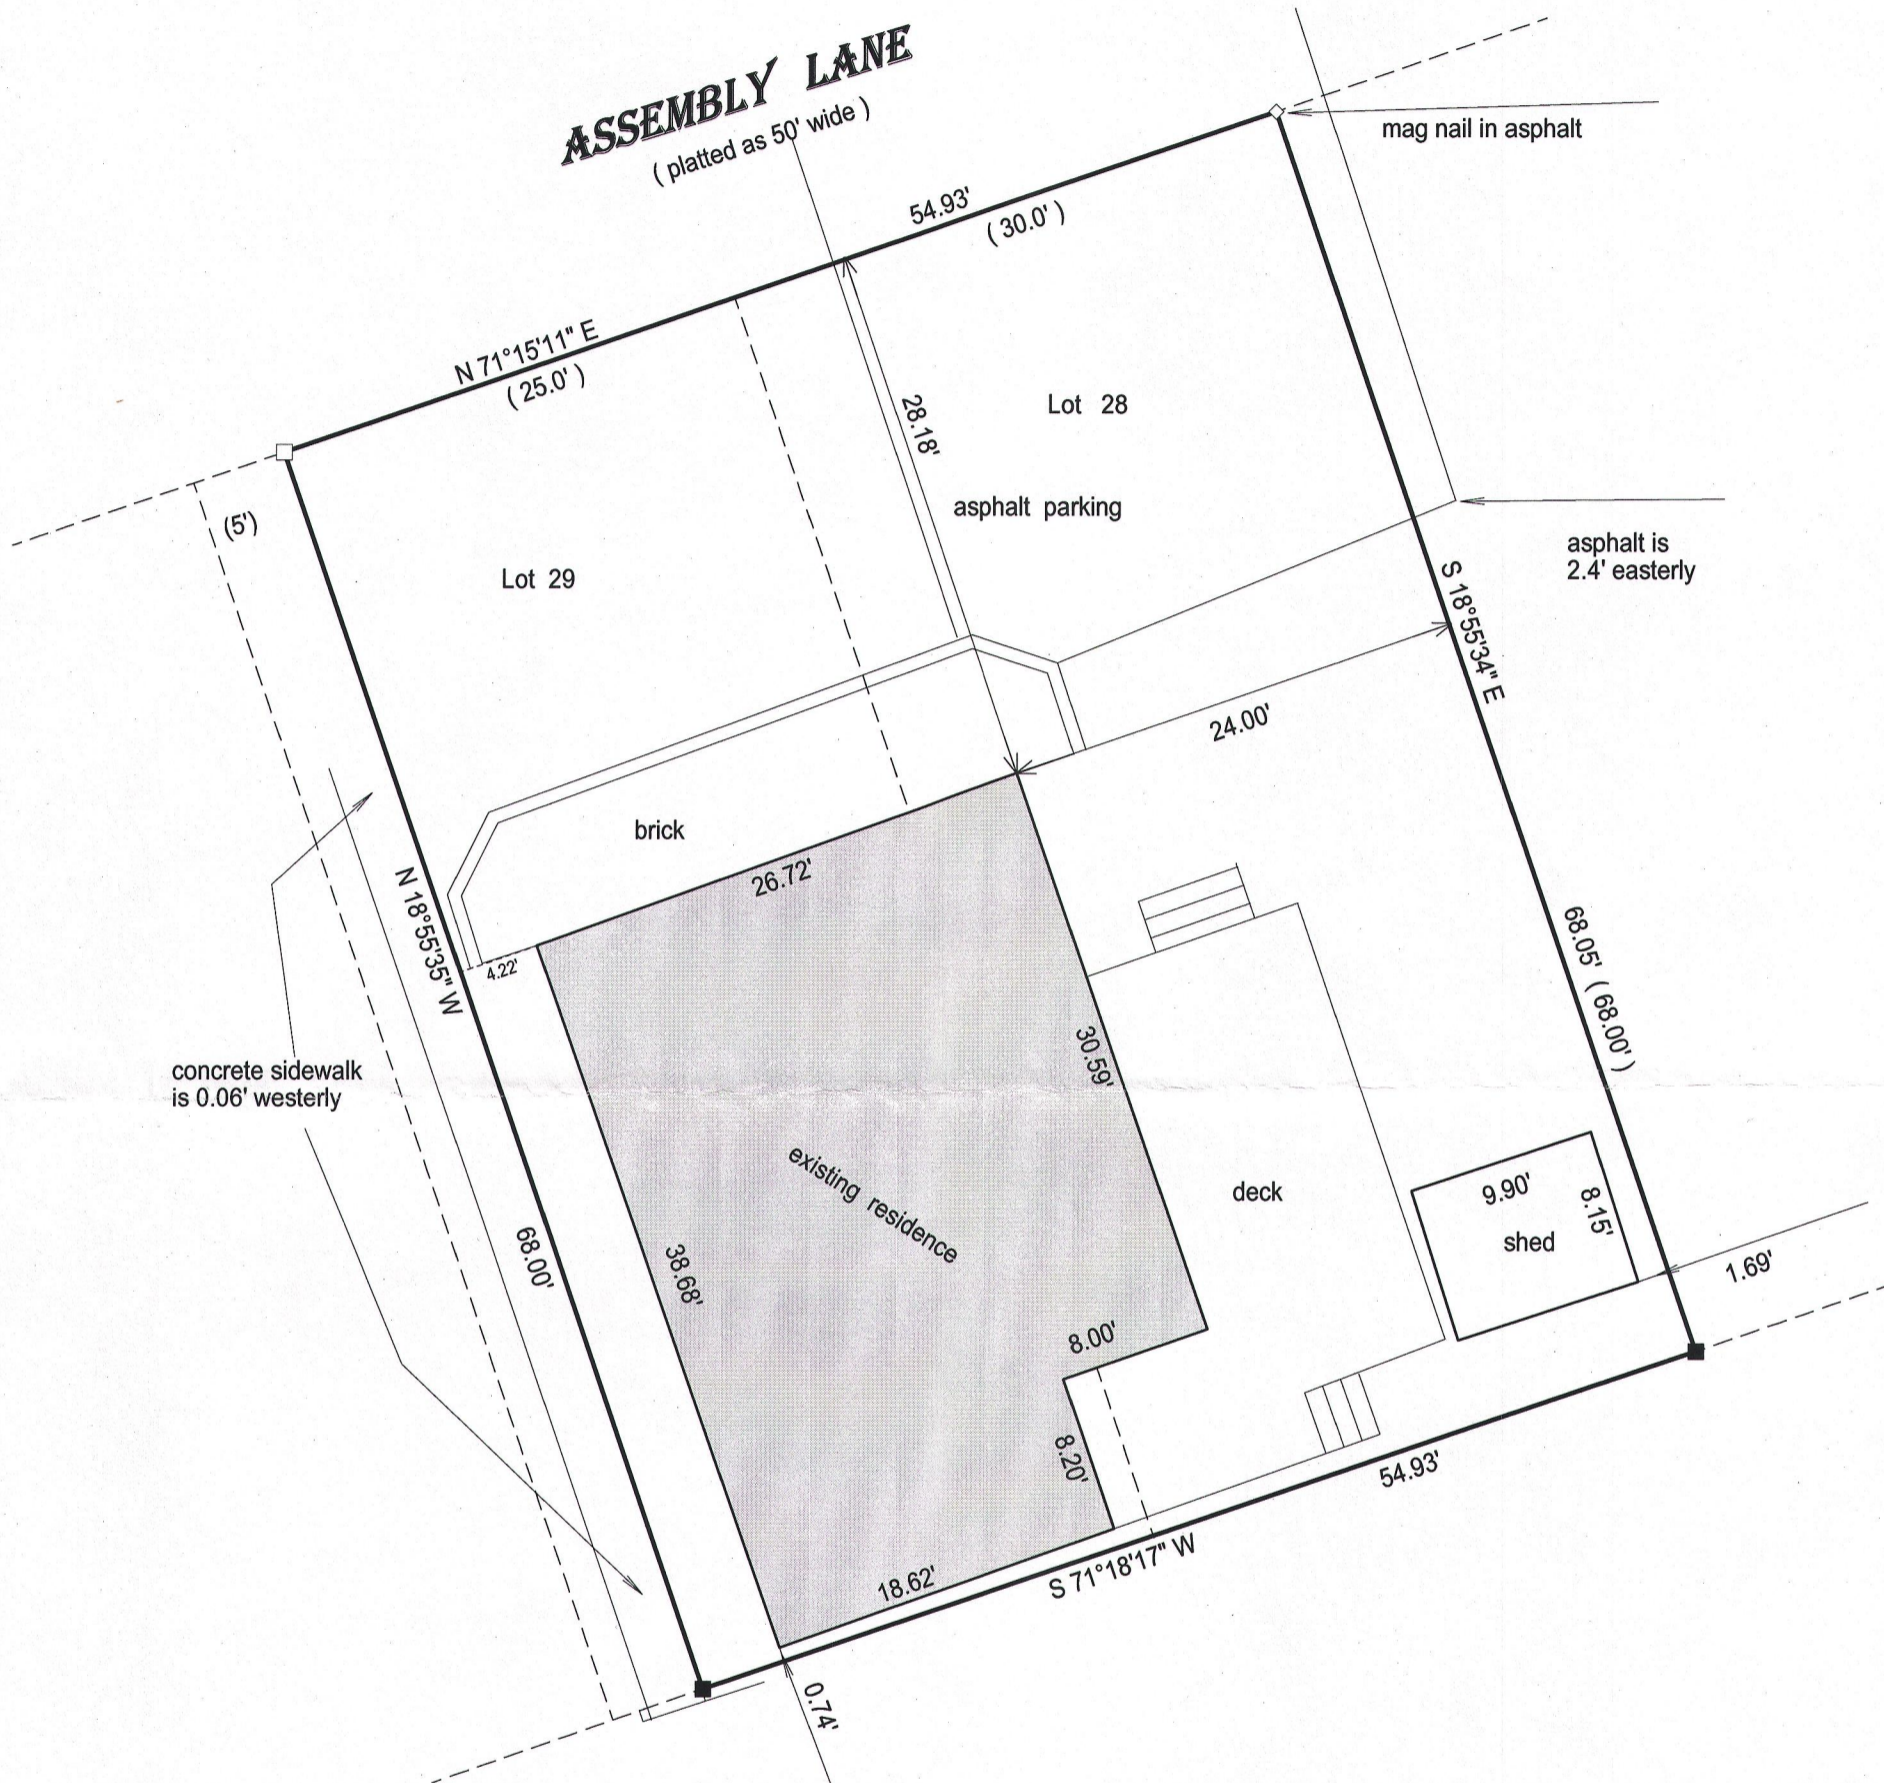 ASSEMBLY LANE
( platted as 50' wide )
mag nail in asphalt
54.93'
( 30.0' )
N 71°15'11" E
( 25.0' )
28.18'
Lot 28
asphalt parking
(5')
Lot 29
asphalt is
2.4' easterly
S 18°55'34" E
24.00'
brick
26.72'
N 18°55'35" W
4.22'
68.05' ( 68.00' )
30.59'
concrete sidewalk
is 0.06' westerly
existing residence
deck
9.90'
8.15'
shed
68.00'
38.68'
1.69'
8.00'
8.20'
54.93'
S 71°18'17" W
18.62'
0.74'